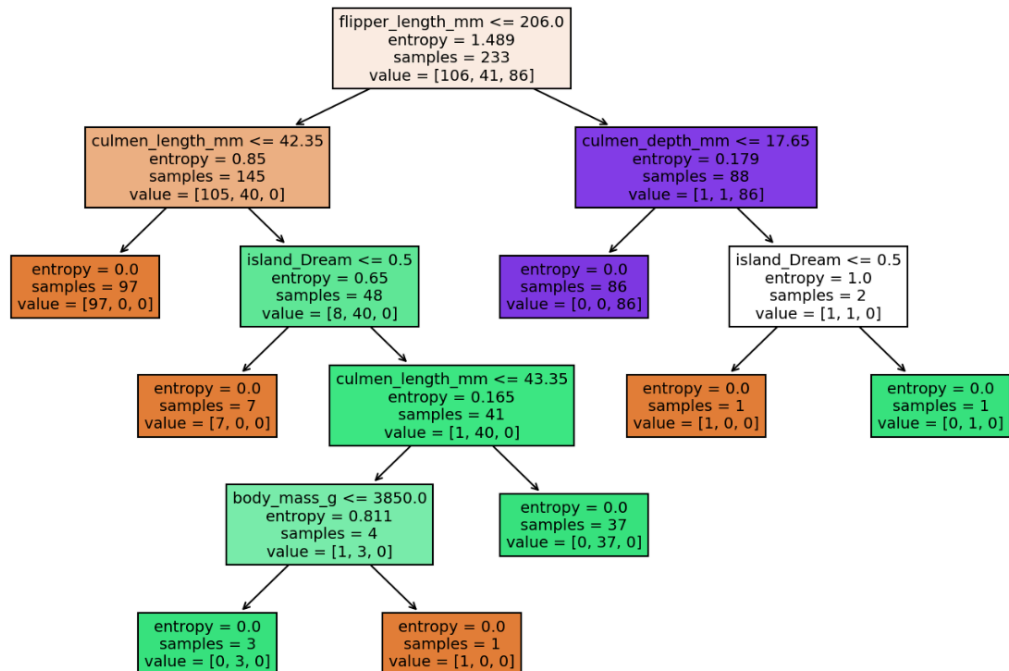 flipper_length_mm <= 206.0
entropy = 1.489
samples = 233
value = [106, 41, 86]
culmen_length_mm <= 42.35
entropy = 0.85
samples = 145
value = [105, 40, 0]
culmen_depth_mm <= 17.65
entropy = 0.179
samples = 88
value = [1, 1, 86]
entropy = 0.0
samples = 97
value = [97, 0, 0]
island_Dream <= 0.5
entropy = 0.65
samples = 48
value = [8, 40, 0]
entropy = 0.0
samples = 86
value = [0, 0, 86]
island_Dream <= 0.5
entropy = 1.0
samples = 2
value = [1, 1, 0]
entropy = 0.0
samples = 7
value = [7, 0, 0]
culmen_length_mm <= 43.35
entropy = 0.165
samples = 41
value = [1, 40, 0]
entropy = 0.0
samples = 1
value = [1, 0, 0]
entropy = 0.0
samples = 1
value = [0, 1, 0]
body_mass_g <= 3850.0
entropy = 0.811
samples = 4
value = [1, 3, 0]
entropy = 0.0
samples = 37
value = [0, 37, 0]
entropy = 0.0
samples = 3
value = [0, 3, 0]
entropy = 0.0
samples = 1
value = [1, 0, 0]